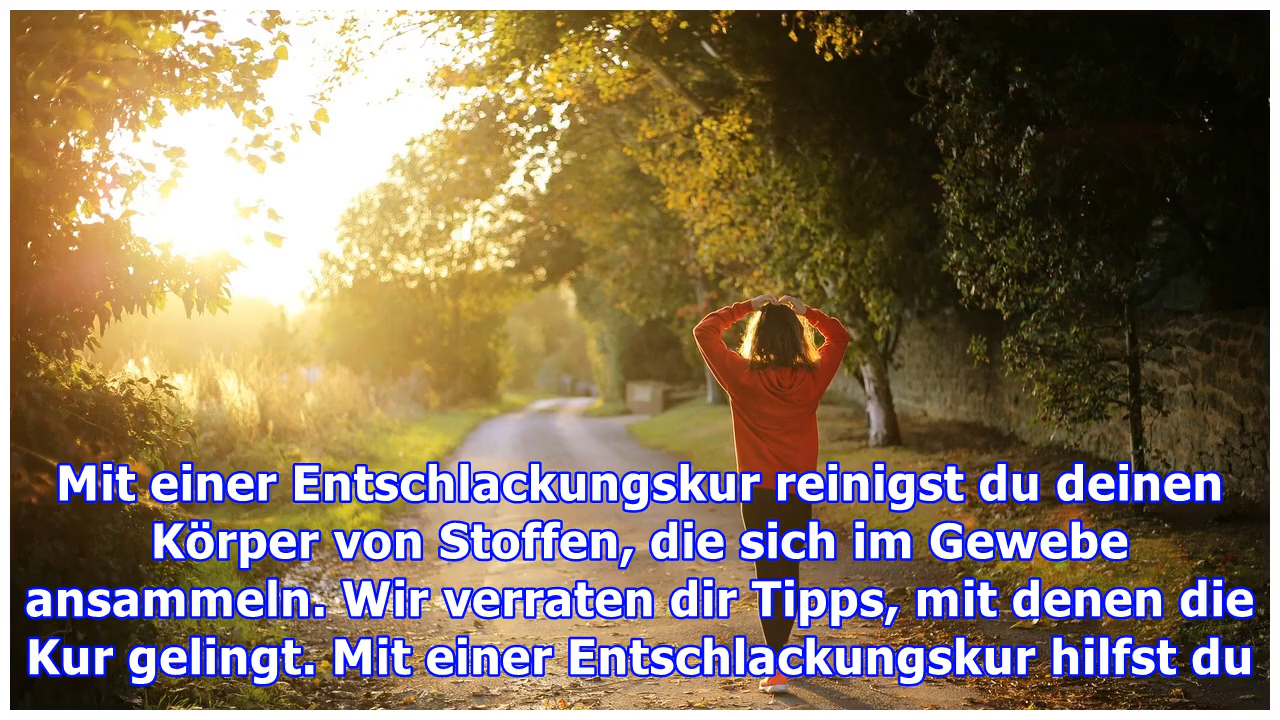 Mit einer Entschlackungskur reinigst du deinen
Körper von Stoffen, die sich im Gewebe
ansammeln. Wir verraten dir Tipps, mit denen die
Kur gelingt. Mit einer Entschlackungskur hilfst du